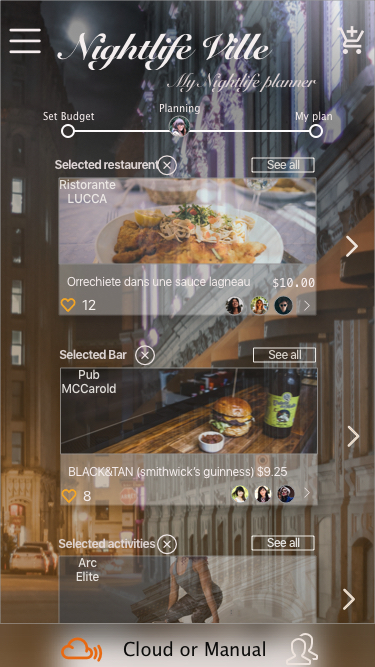 Nightlife Ville
My Nightlife planner
Planning
Set Budget
My plan
Selected restaurent
See all
Ristorante
LUCCA
Orrechiete dans une sauce lagneau $10.00
12
Selected Bar
See all
Pub
MCCarold
BLACK&TAN (smithwick's guinness) $9.25
8
Selected activities
See all
Arc
Elite
Cloud or Manual